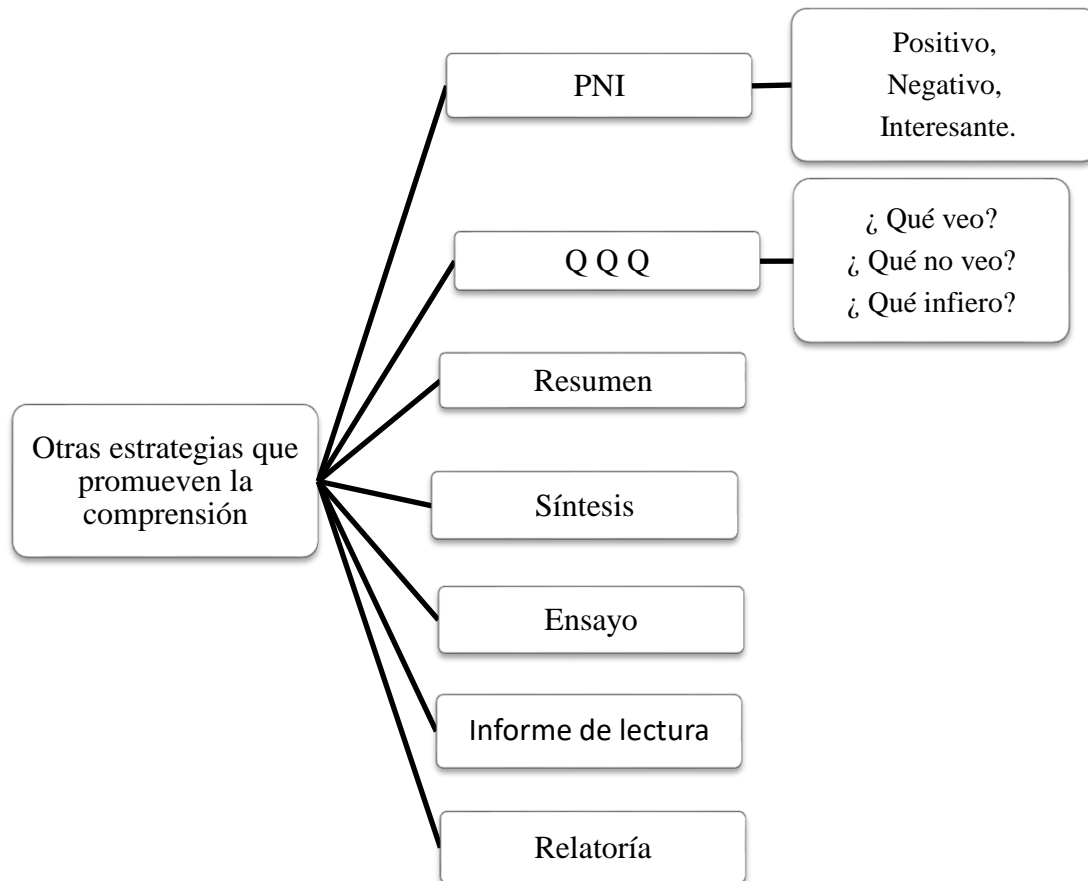 Otras estrategias que
promueven la
comprensión
PNI
Positivo,
Negativo,
Interesante.
Q Q Q
¿ Qué veo?
¿ Qué no veo?
¿ Qué infiero?
Resumen
Síntesis
Ensayo
Informe de lectura
Relatoría